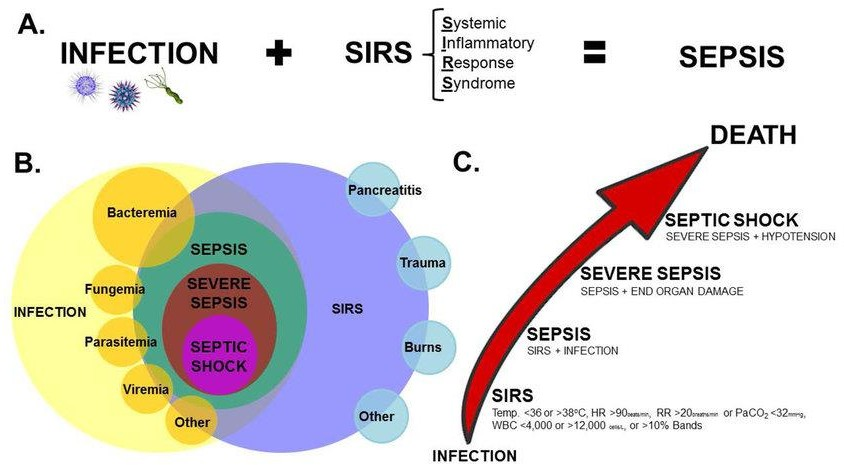 A.
INFECTION + SIRS = SEPSIS
Systemic
Inflammatory
Response
Syndrome
B.
Bacteremia
Fungemia
Parasitemia
Viremia
Other
INFECTION
SEPSIS
SEVERE
SEPSIS
SEPTIC
SHOCK
SIRS
Pancreatitis
Trauma
Burns
Other
C.
DEATH
SEPTIC SHOCK
SEVERE SEPSIS + HYPOTENSION
SEVERE SEPSIS
SEPSIS + END ORGAN DAMAGE
SEPSIS
SIRS + INFECTION
SIRS
Temp. <36 or >38°C, HR >90beats/min, RR >20breaths/min or PaCO2 <32mmHg,
WBC <4,000 or >12,000 cells/L, or >10% Bands
INFECTION